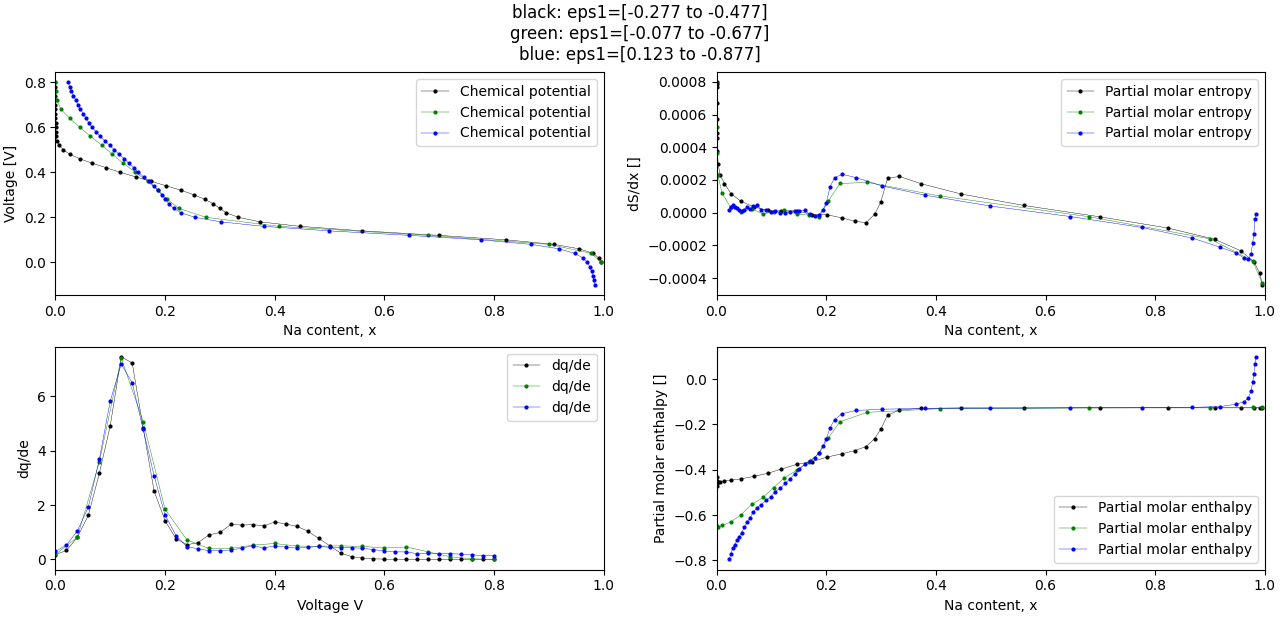 black: eps1=[-0.277 to -0.477]
green: eps1=[-0.077 to -0.677]
blue: eps1=[0.123 to -0.877]
Voltage [V]
0.8
0.6
0.4
0.2
0.0
Chemical potential
Chemical potential
Chemical potential
0.0 0.2 0.4 0.6 0.8 1.0
Na content, x
dS/dx []
0.0008
0.0006
0.0004
0.0002
0.0000
−0.0002
−0.0004
Partial molar entropy
Partial molar entropy
Partial molar entropy
0.0 0.2 0.4 0.6 0.8 1.0
Na content, x
dq/de
6
4
2
0
dq/de
dq/de
dq/de
0.0 0.2 0.4 0.6 0.8 1.0
Voltage V
Partial molar enthalpy []
0.0
−0.2
−0.4
−0.6
−0.8
Partial molar enthalpy
Partial molar enthalpy
Partial molar enthalpy
0.0 0.2 0.4 0.6 0.8 1.0
Na content, x